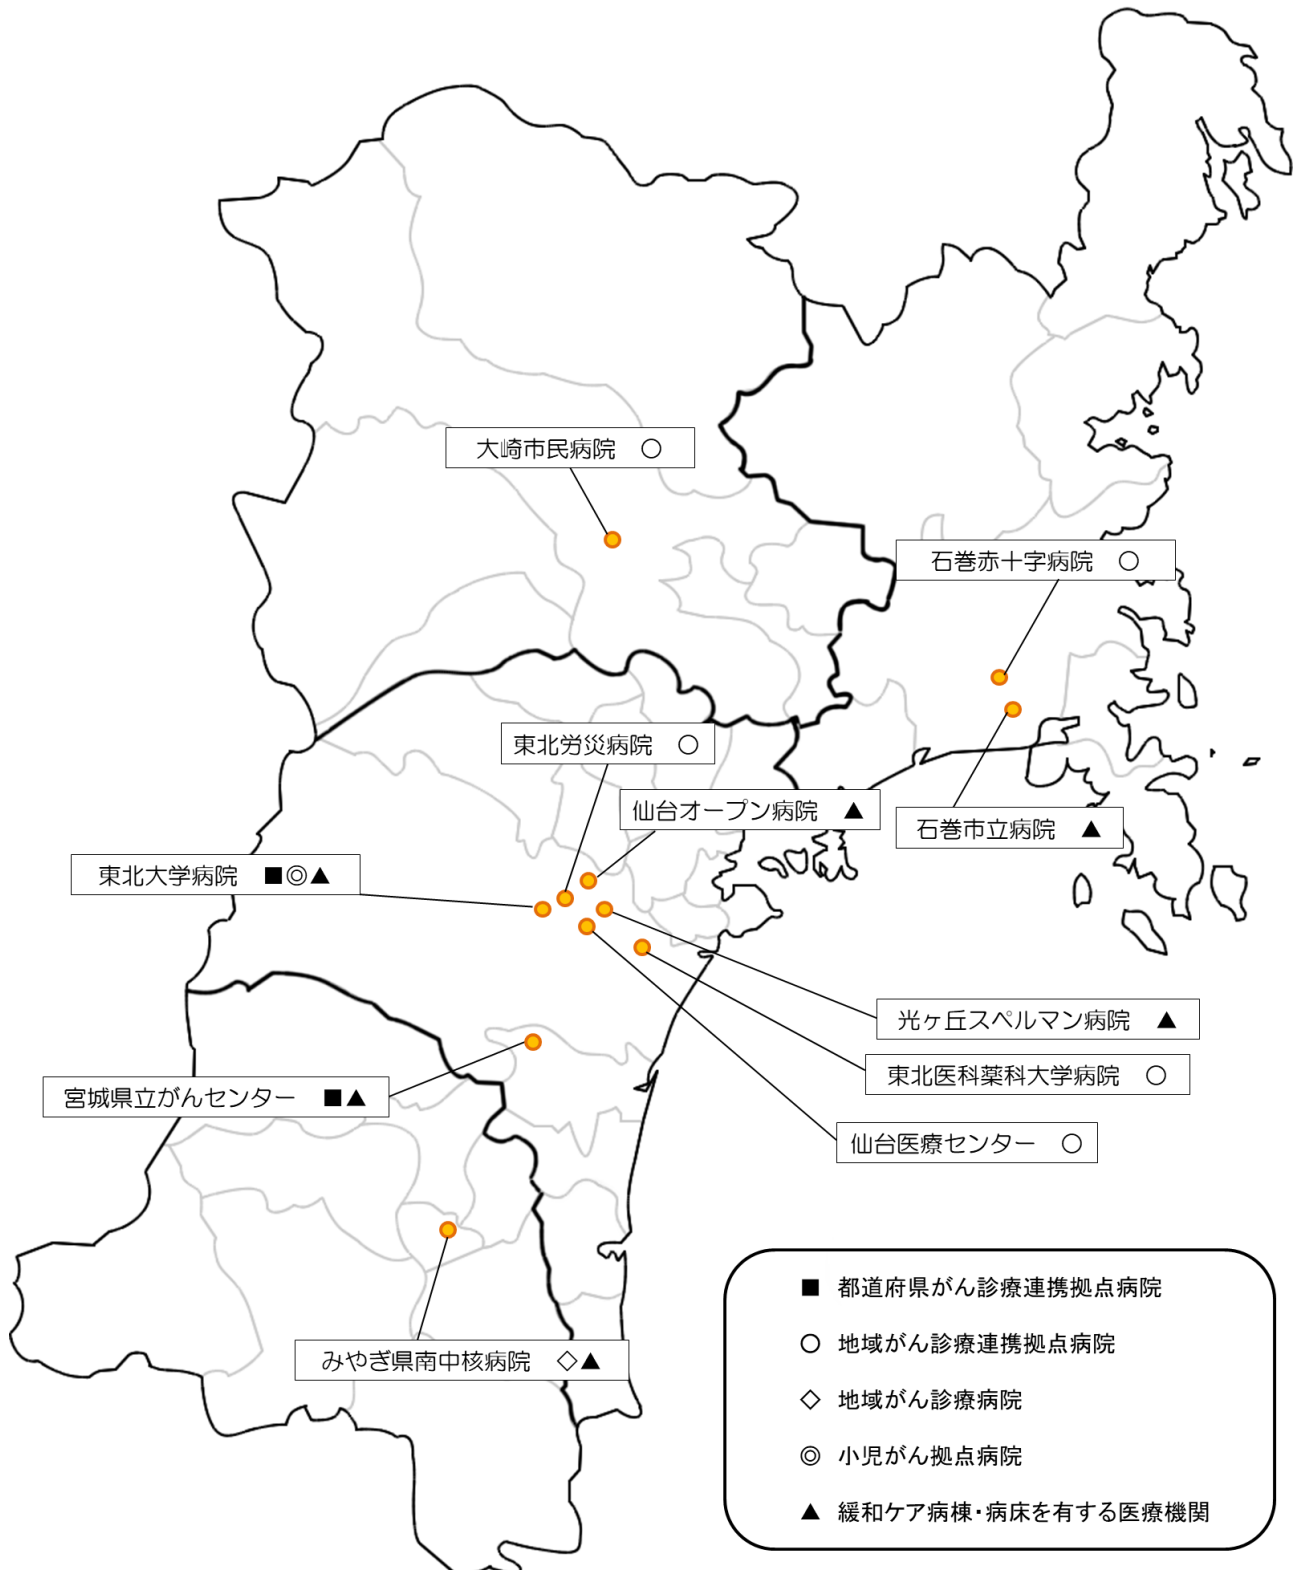 大崎市民病院　○
石巻赤十字病院　○
東北労災病院　○
仙台オープン病院　▲
石巻市立病院　▲
東北大学病院　■◎▲
光ヶ丘スペルマン病院　▲
東北医科薬科大学病院　○
宮城県立がんセンター　■▲
仙台医療センター　○
みやぎ県南中核病院　◇▲
■ 都道府県がん診療連携拠点病院
○ 地域がん診療連携拠点病院
◇ 地域がん診療病院
◎ 小児がん拠点病院
▲ 緩和ケア病棟・病床を有する医療機関